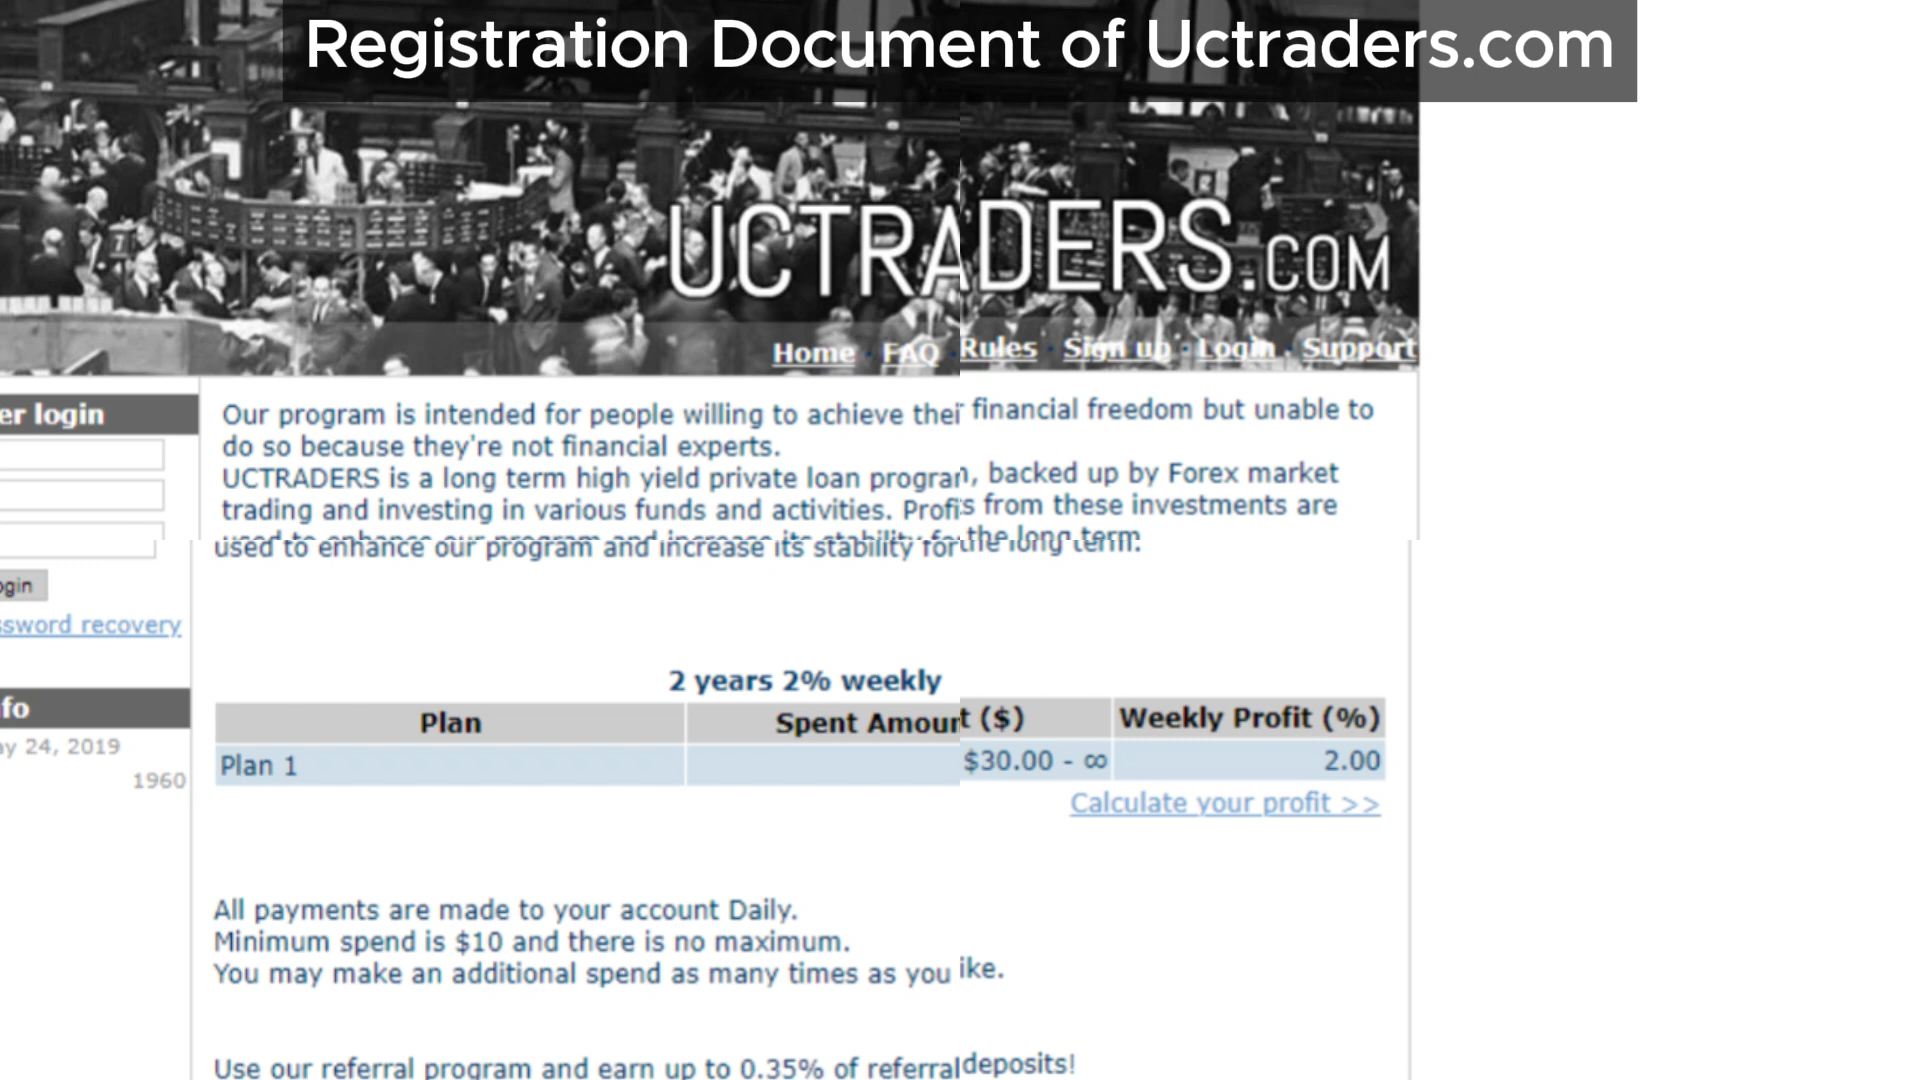 Registration Document of Uctraders.com
UCTRADERS.COM
Home · FAQ · Rules · Sign up · Login · Support
er login
Our program is intended for people willing to achieve their financial freedom but unable to
do so because they're not financial experts.
UCTRADERS is a long term high yield private loan program, backed up by Forex market
trading and investing in various funds and activities. Profits from these investments are
used to enhance our program and increase its stability for the long term.
ogin
ssword recovery
2 years 2% weekly
Plan Spent Amount ($) Weekly Profit (%)
Plan 1 $30.00 - ∞ 2.00
Calculate your profit >>
fo
ay 24, 2019
1960
All payments are made to your account Daily.
Minimum spend is $10 and there is no maximum.
You may make an additional spend as many times as you like.
Use our referral program and earn up to 0.35% of referral deposits!